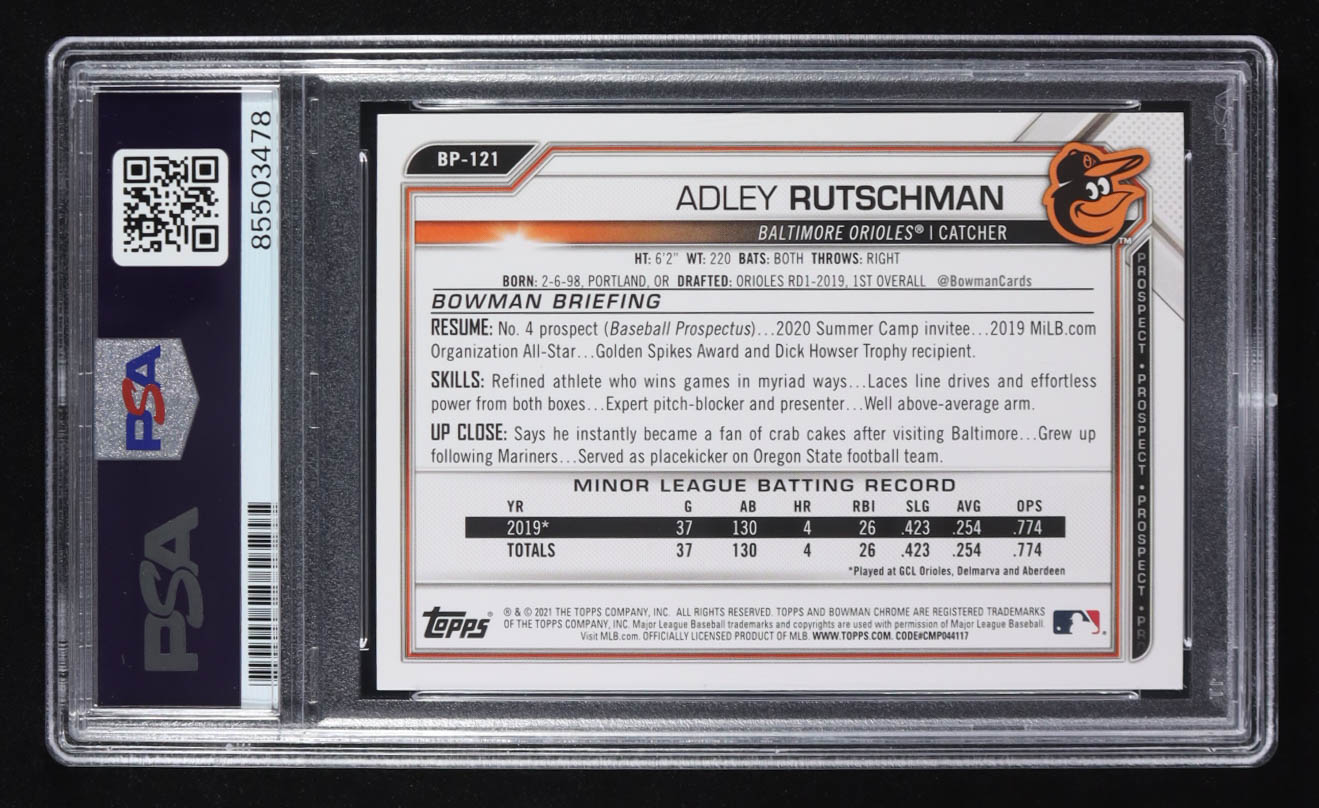 85503478
PSA
PSA
BP-121
ADLEY RUTSCHMAN
BALTIMORE ORIOLES® | CATCHER
TM
HT: 6'2" WT: 220 BATS: BOTH THROWS: RIGHT
BORN: 2-6-98, PORTLAND, OR DRAFTED: ORIOLES RD1-2019, 1ST OVERALL @BowmanCards
BOWMAN BRIEFING
RESUME: No. 4 prospect (Baseball Prospectus)...2020 Summer Camp invitee...2019 MiLB.com
Organization All-Star...Golden Spikes Award and Dick Howser Trophy recipient.
SKILLS: Refined athlete who wins games in myriad ways...Laces line drives and effortless
power from both boxes...Expert pitch-blocker and presenter...Well above-average arm.
UP CLOSE: Says he instantly became a fan of crab cakes after visiting Baltimore...Grew up
following Mariners...Served as placekicker on Oregon State football team.
MINOR LEAGUE BATTING RECORD
YR G AB HR RBI SLG AVG OPS
2019* 37 130 4 26 .423 .254 .774
TOTALS 37 130 4 26 .423 .254 .774
*Played at GCL Orioles, Delmarva and Aberdeen
PROSPECT • PROSPECT • PROSPECT • PR
Topps®
® & © 2021 THE TOPPS COMPANY, INC. ALL RIGHTS RESERVED. TOPPS AND BOWMAN CHROME ARE REGISTERED TRADEMARKS
OF THE TOPPS COMPANY, INC. Major League Baseball trademarks and copyrights are used with permission of Major League Baseball.
Visit MLB.com. OFFICIALLY LICENSED PRODUCT OF MLB. WWW.TOPPS.COM. CODE#CMP044117